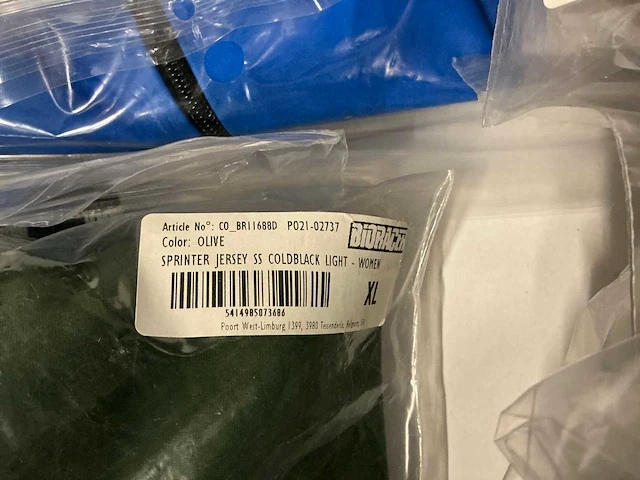 Article No°: CO_BR11688D PO21-02737
BIORACER
Color: OLIVE
SPRINTER JERSEY SS COLDBLACK LIGHT - WOMEN
XL
5414985073686
Poort West-Limburg 1399, 3980 Tessenderlo, Belgium,